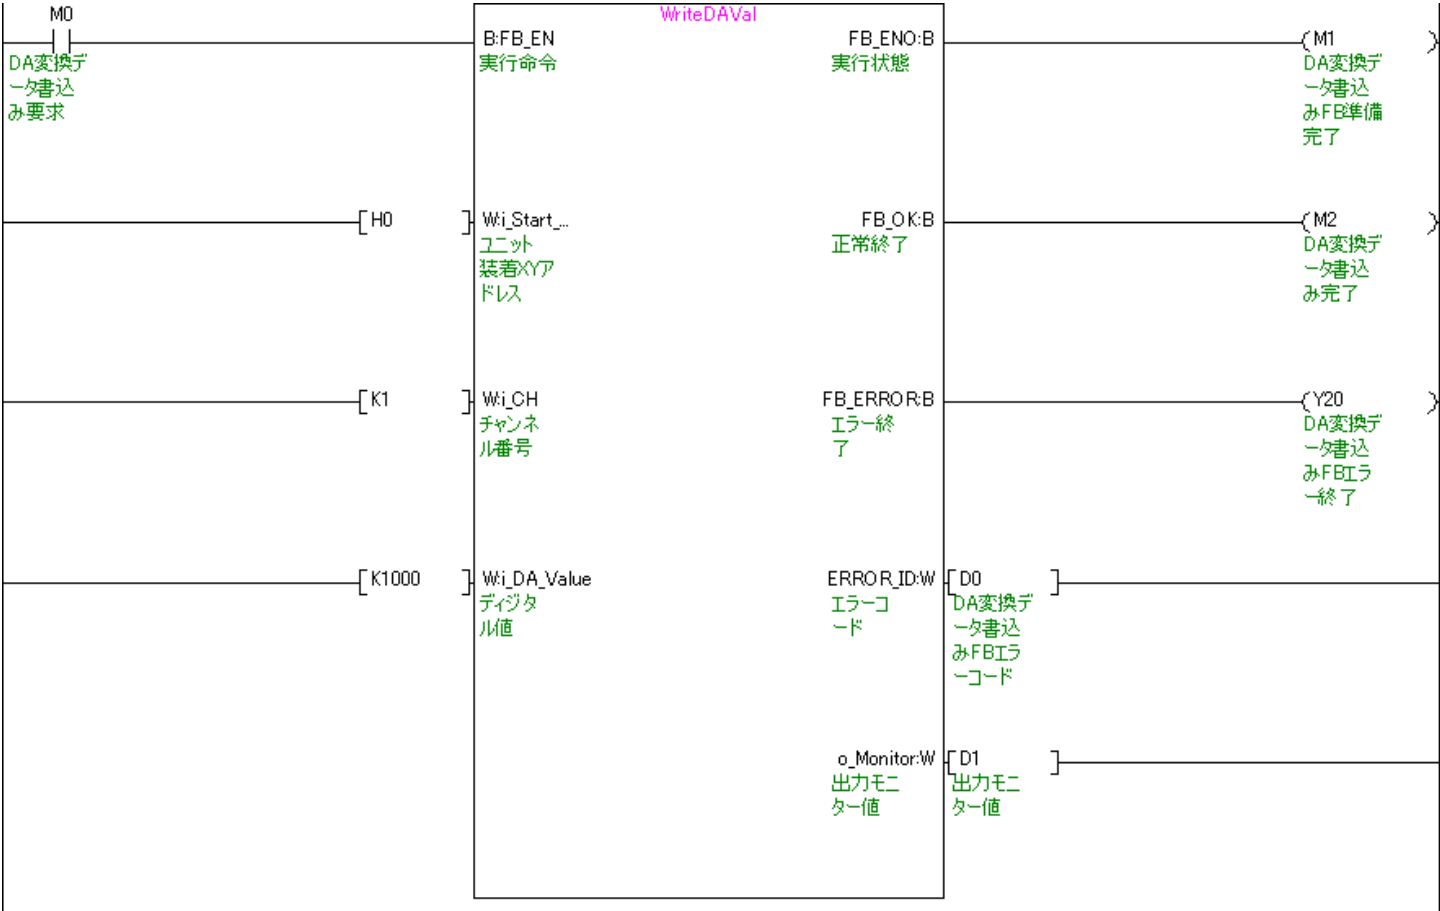 WriteDAVal
M0
DA変換デ
ータ書込
み要求
B:FB_EN
実行命令
FB_ENO:B
実行状態
M1
DA変換デ
ータ書込
みFB準備
完了
H0
W:i_Start_...
ユニット
装着XYア
ドレス
FB_OK:B
正常終了
M2
DA変換デ
ータ書込
み完了
K1
W:i_CH
チャンネ
ル番号
FB_ERROR:B
エラー終
了
Y20
DA変換デ
ータ書込
みFBエラ
ー終了
K1000
W:i_DA_Value
ディジタ
ル値
ERROR_ID:W
エラーコ
ード
D0
DA変換デ
ータ書込
みFBエラ
ーコード
o_Monitor:W
出力モニ
ター値
D1
出力モニ
ター値